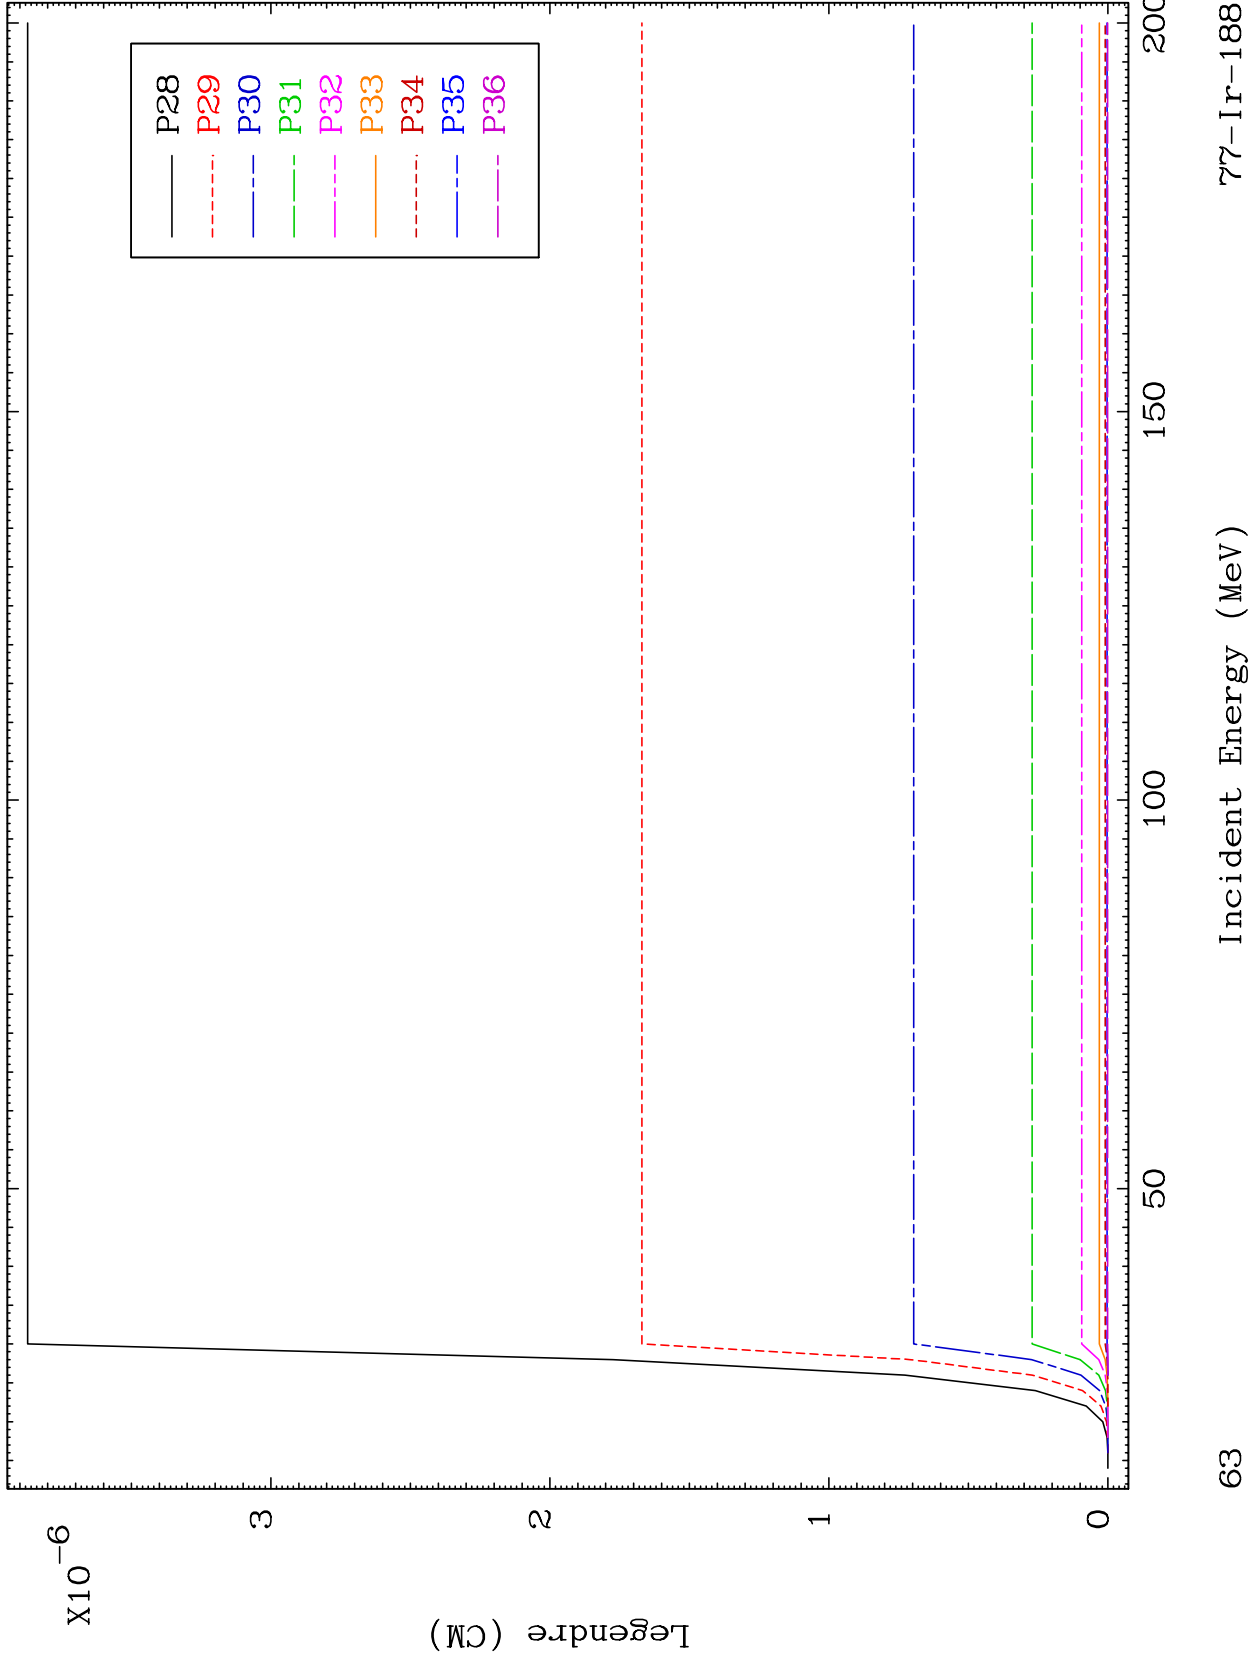 X10
-6
3
2
1
0
Legendre (CM)
P28
P29
P30
P31
P32
P33
P34
P35
P36
50
100
150
200
Incident Energy (MeV)
63
77-Ir-188